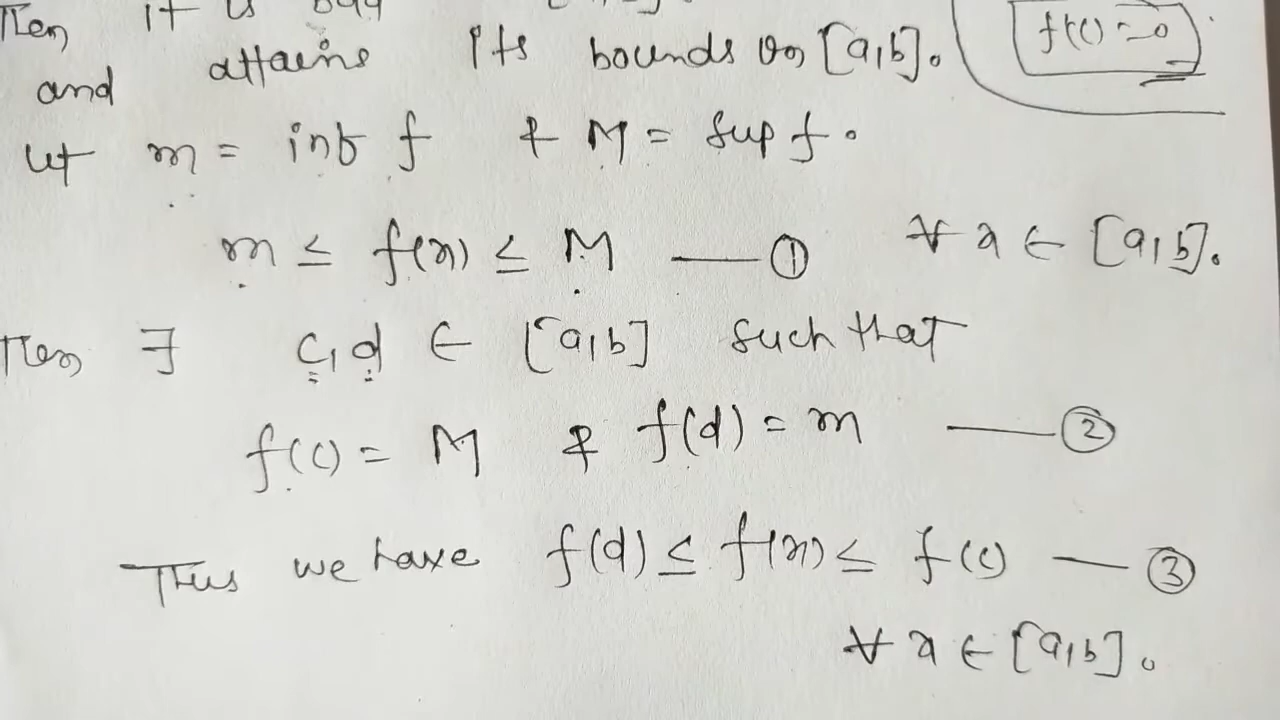 Then it is bdd
and attains its bounds on [a,b].
f'(c) = 0
let m = inf f & M = sup f.
m ≤ f(x) ≤ M — ① ∀ x ∈ [a,b].
Then ∃ c, d ∈ [a,b] such that
f(c) = M & f(d) = m — ②
Thus we have f(d) ≤ f(x) ≤ f(c) — ③
∀ x ∈ [a,b].